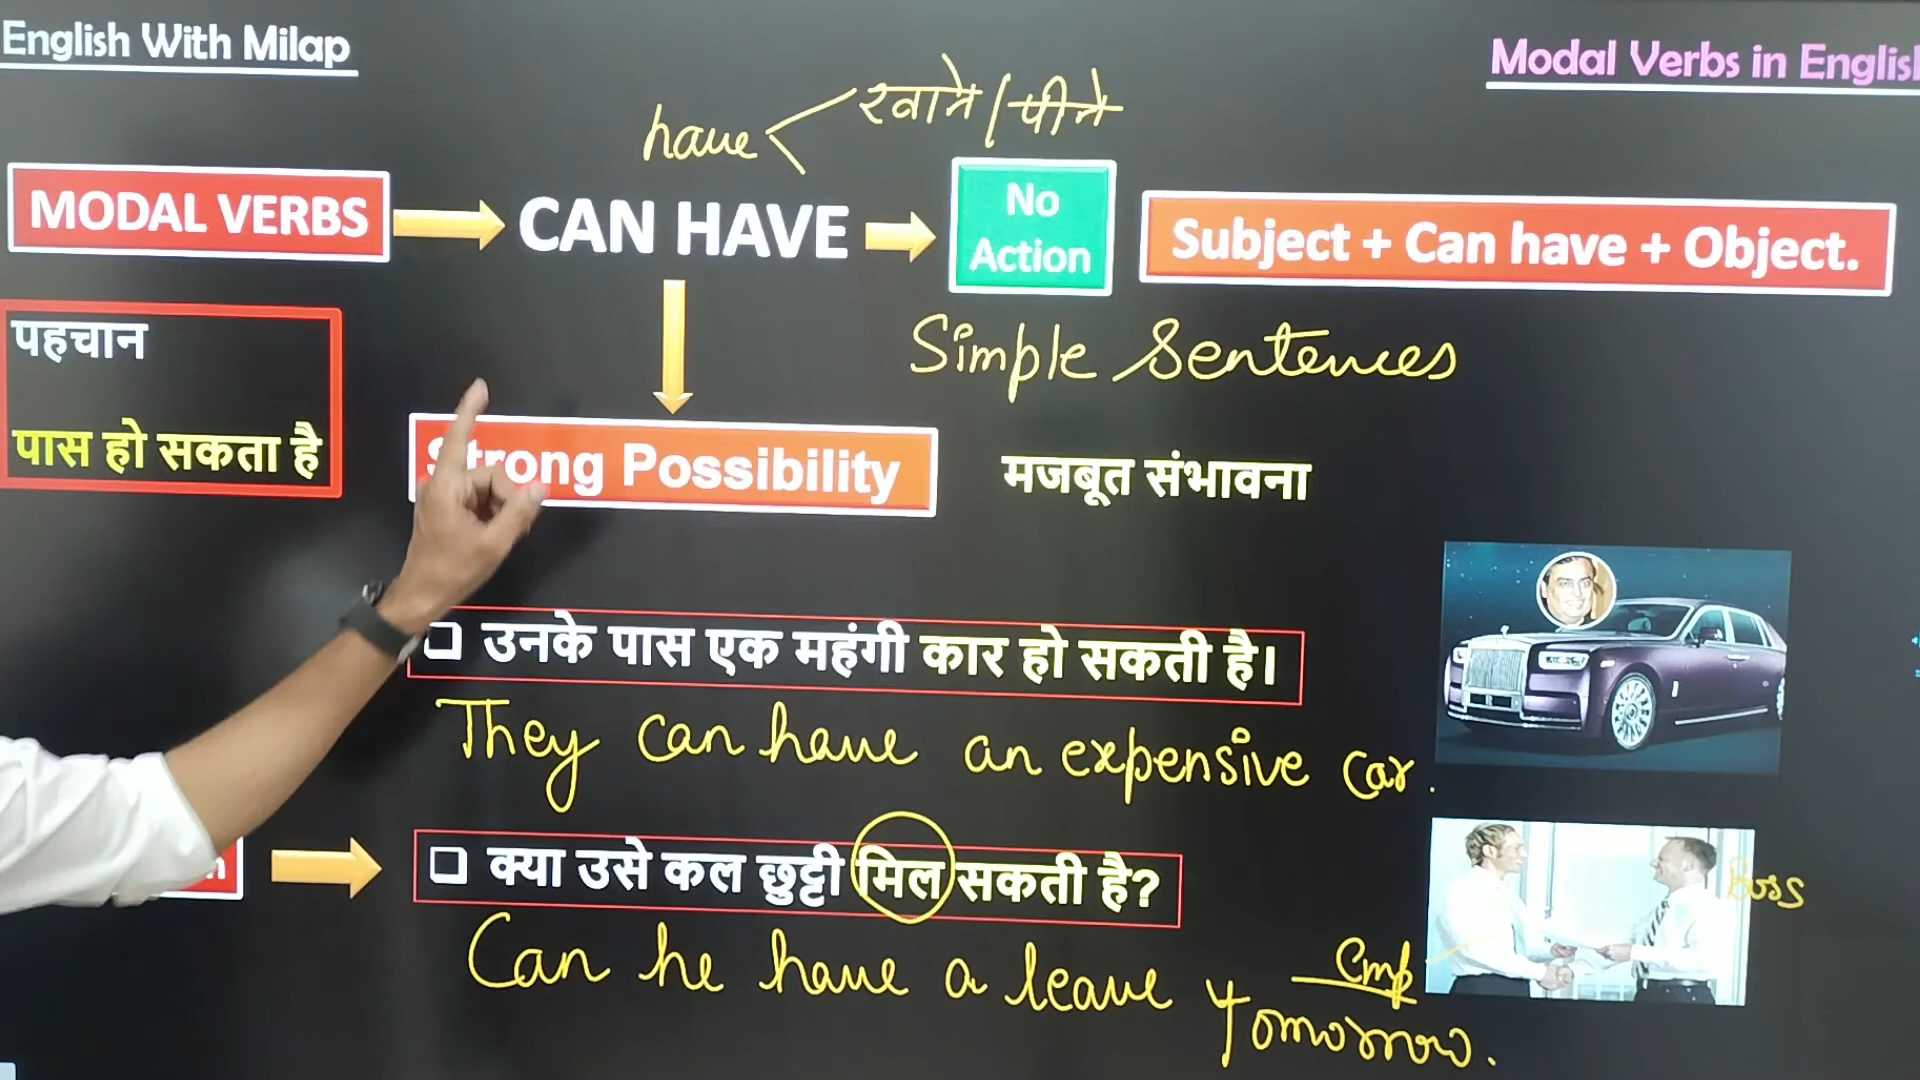 English With Milap
Modal Verbs in English
have खाने / पीने
MODAL VERBS
CAN HAVE
No
Action
Subject + Can have + Object.
पहचान
पास हो सकता है
Simple Sentences
Strong Possibility
मजबूत संभावना
उनके पास एक महंगी कार हो सकती है।
They can have an expensive car.
क्या उसे कल छुट्टी मिल सकती है?
Boss
Can he have a leave tomorrow.
Emp